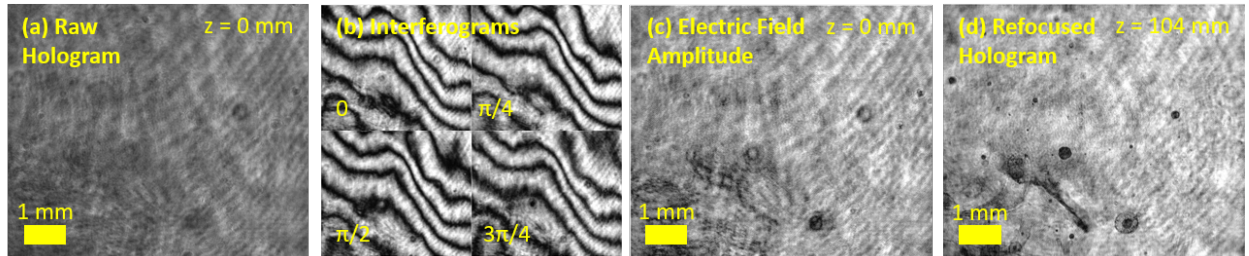 (a) Raw Hologram
z = 0 mm
1 mm
(b) Interferograms
0
π/4
π/2
3π/4
(c) Electric Field Amplitude
z = 0 mm
1 mm
(d) Refocused Hologram
z = 104 mm
1 mm